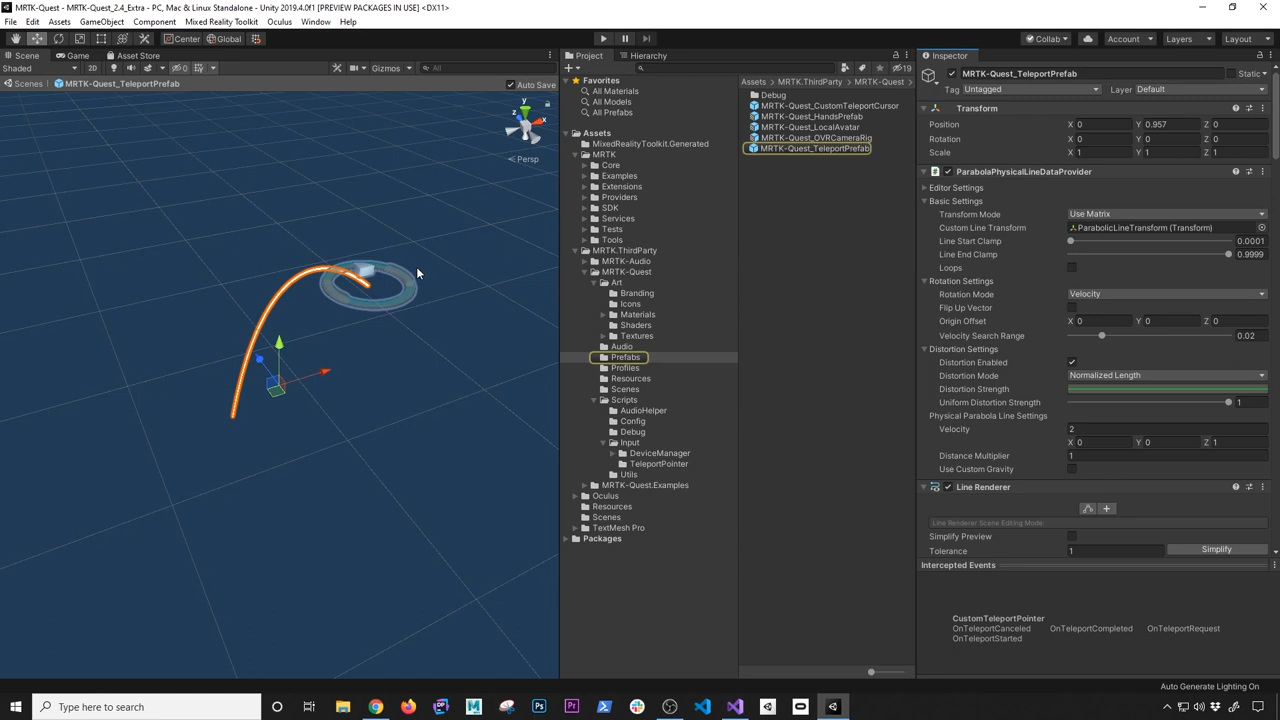 MRTK-Quest - MRTK-Quest_2.4_Extra - PC, Mac & Linux Standalone - Unity 2019.4.0f1 [PREVIEW PACKAGES IN USE] <DX11>
File Edit Assets GameObject Component Mixed Reality Toolkit Oculus Window Help
Center Global Collab Account Layers Layout
Scene Game Asset Store
Shaded 2D 0 Gizmos All
Scenes MRTK-Quest_TeleportPrefab
Auto Save
y
x
z
Persp
Project Hierarchy
19
Favorites
All Materials
All Models
All Prefabs
Assets
MixedRealityToolkit.Generated
MRTK
Core
Examples
Extensions
Providers
SDK
Services
Tests
Tools
MRTK.ThirdParty
MRTK-Audio
MRTK-Quest
Art
Branding
Icons
Materials
Shaders
Textures
Audio
Prefabs
Profiles
Resources
Scenes
Scripts
AudioHelper
Config
Debug
Input
DeviceManager
TeleportPointer
Utils
MRTK-Quest.Examples
Oculus
Resources
Scenes
TextMesh Pro
Packages
Assets MRTK.ThirdParty MRTK-Quest
Debug
MRTK-Quest_CustomTeleportCursor
MRTK-Quest_HandsPrefab
MRTK-Quest_LocalAvatar
MRTK-Quest_OVRCameraRig
MRTK-Quest_TeleportPrefab
Inspector
MRTK-Quest_TeleportPrefab Static
Tag Untagged Layer Default
Transform
Position X 0 Y 0.957 Z 0
Rotation X 0 Y 0 Z 0
Scale X 1 Y 1 Z 1
ParabolaPhysicalLineDataProvider
Editor Settings
Basic Settings
Transform Mode Use Matrix
Custom Line Transform ParabolicLineTransform (Transform)
Line Start Clamp 0.0001
Line End Clamp 0.9999
Loops
Rotation Settings
Rotation Mode Velocity
Flip Up Vector
Origin Offset X 0 Y 0 Z 0
Velocity Search Range 0.02
Distortion Settings
Distortion Enabled
Distortion Mode Normalized Length
Distortion Strength
Uniform Distortion Strength 1
Physical Parabola Line Settings
Velocity 2
X 0 Y 0 Z 1
Distance Multiplier 1
Use Custom Gravity
Line Renderer
Line Renderer Scene Editing Mode:
Simplify Preview
Tolerance 1 Simplify
Intercepted Events
CustomTeleportPointer
OnTeleportCanceled OnTeleportCompleted OnTeleportRequest
OnTeleportStarted
Auto Generate Lighting On
Type here to search